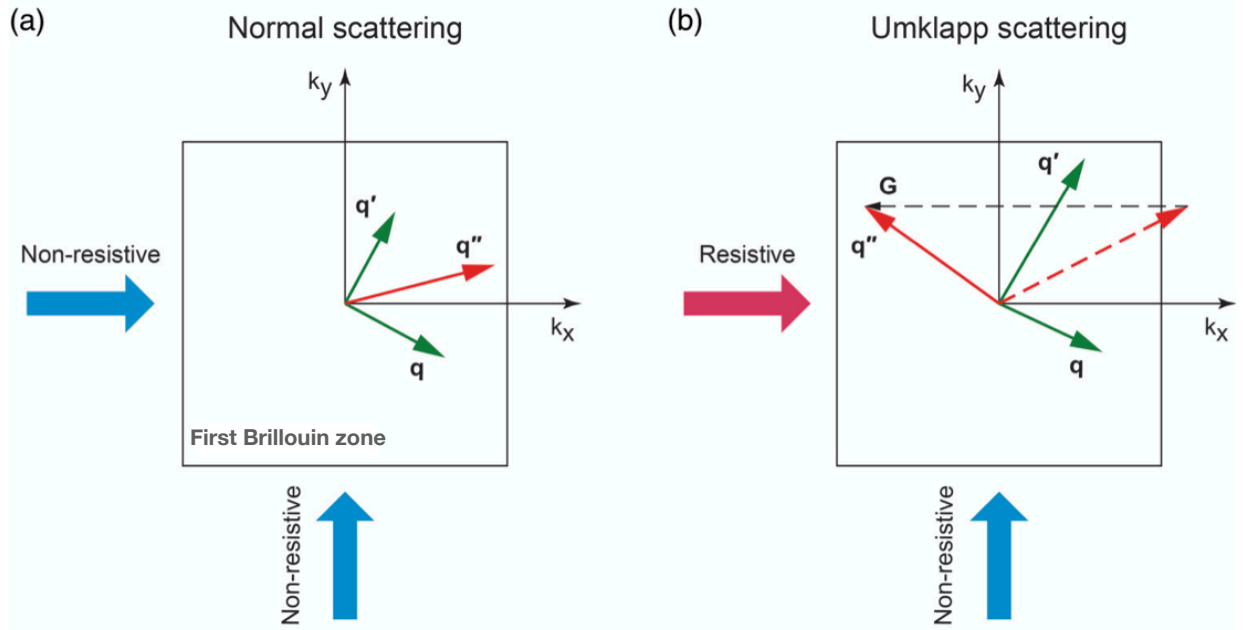 (a)
Normal scattering
ky
q′
q″
Non-resistive
kx
q
First Brillouin zone
Non-resistive
(b)
Umklapp scattering
ky
q′
G
q″
Resistive
kx
q
Non-resistive